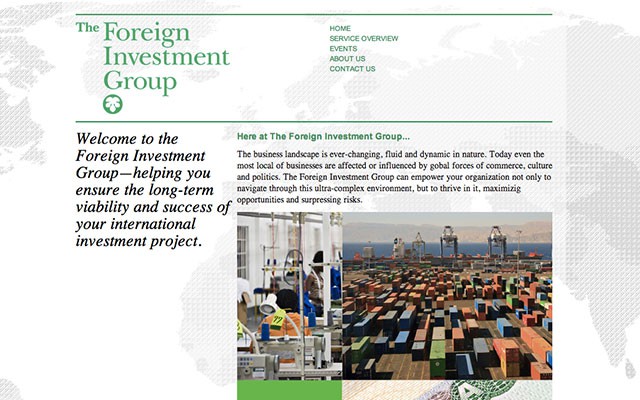 The Foreign
Investment
Group
HOME
SERVICE OVERVIEW
EVENTS
ABOUT US
CONTACT US
Welcome to the
Foreign Investment
Group—helping you
ensure the long-term
viability and success of
your international
investment project.
Here at The Foreign Investment Group...
The business landscape is ever-changing, fluid and dynamic in nature. Today even the
most local of businesses are affected or influenced by gobal forces of commerce, culture
and politics. The Foreign Investment Group can empower your organization not only to
navigate through this ultra-complex environment, but to thrive in it, maximizig
opportunities and surpressing risks.